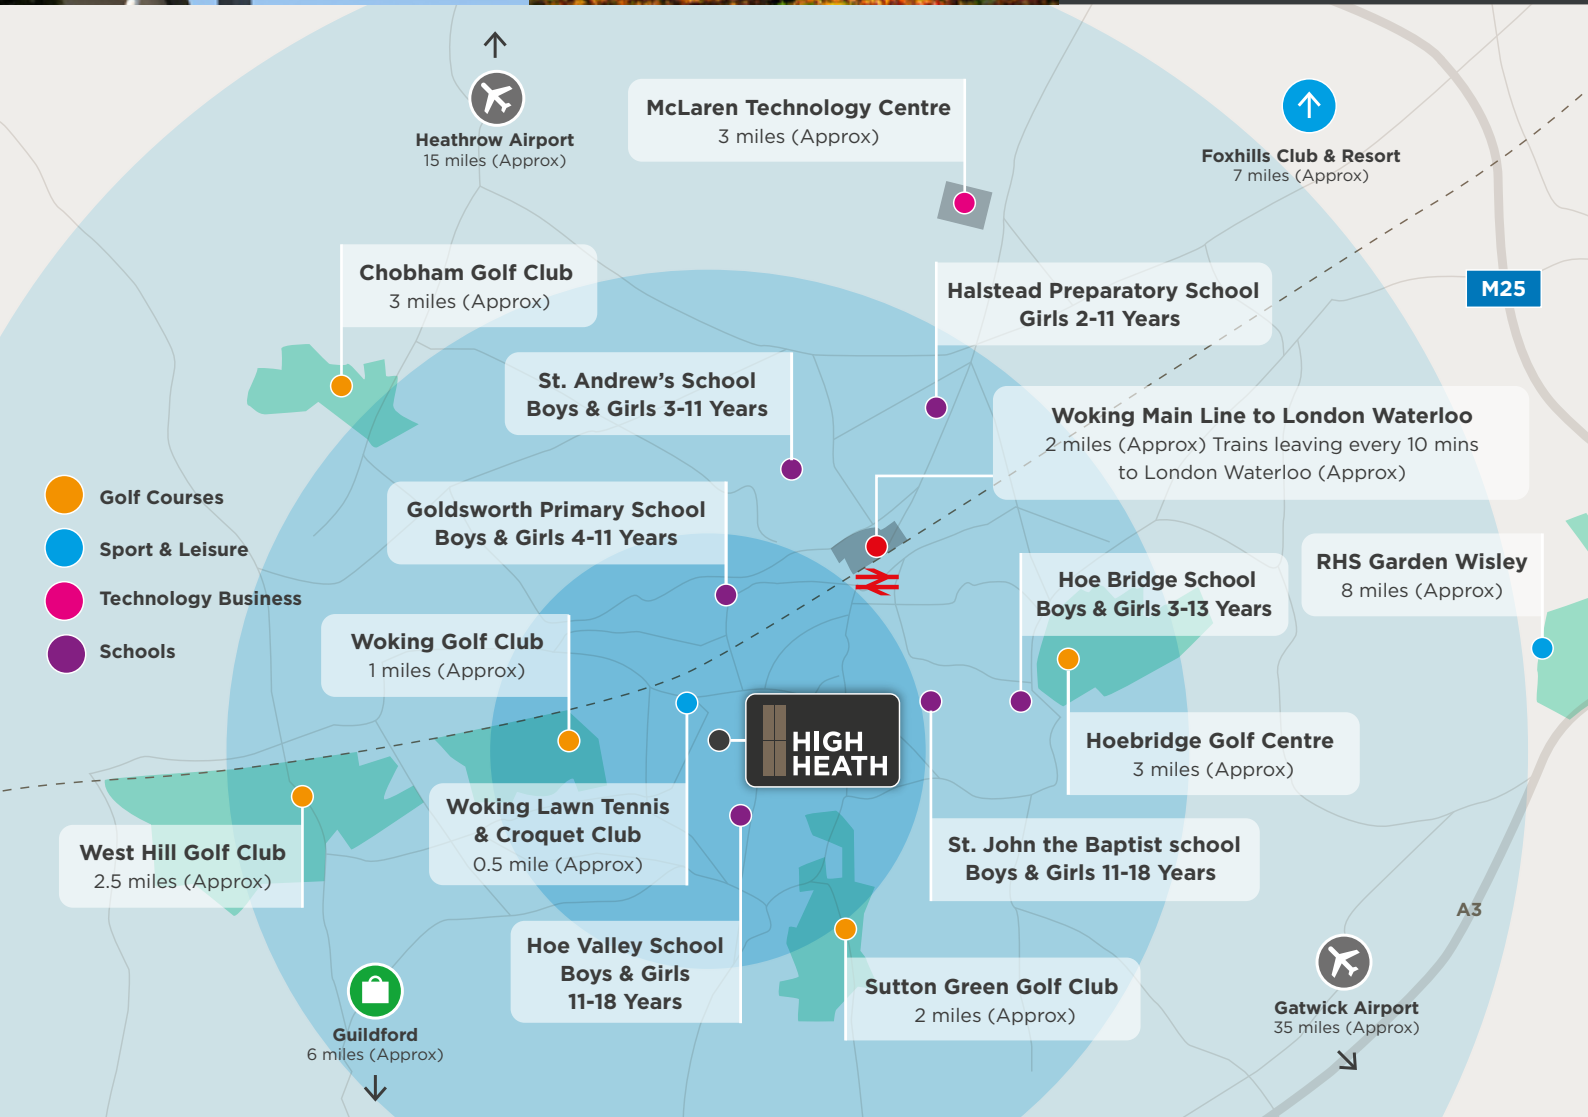 Heathrow Airport
15 miles (Approx)
McLaren Technology Centre
3 miles (Approx)
Foxhills Club & Resort
7 miles (Approx)
Chobham Golf Club
3 miles (Approx)
Halstead Preparatory School
Girls 2-11 Years
M25
St. Andrew’s School
Boys & Girls 3-11 Years
Woking Main Line to London Waterloo
2 miles (Approx) Trains leaving every 10 mins
to London Waterloo (Approx)
Golf Courses
Sport & Leisure
Technology Business
Schools
Goldsworth Primary School
Boys & Girls 4-11 Years
Hoe Bridge School
Boys & Girls 3-13 Years
RHS Garden Wisley
8 miles (Approx)
Woking Golf Club
1 miles (Approx)
HIGH
HEATH
Hoebridge Golf Centre
3 miles (Approx)
West Hill Golf Club
2.5 miles (Approx)
Woking Lawn Tennis
& Croquet Club
0.5 mile (Approx)
St. John the Baptist school
Boys & Girls 11-18 Years
A3
Hoe Valley School
Boys & Girls
11-18 Years
Sutton Green Golf Club
2 miles (Approx)
Guildford
6 miles (Approx)
Gatwick Airport
35 miles (Approx)